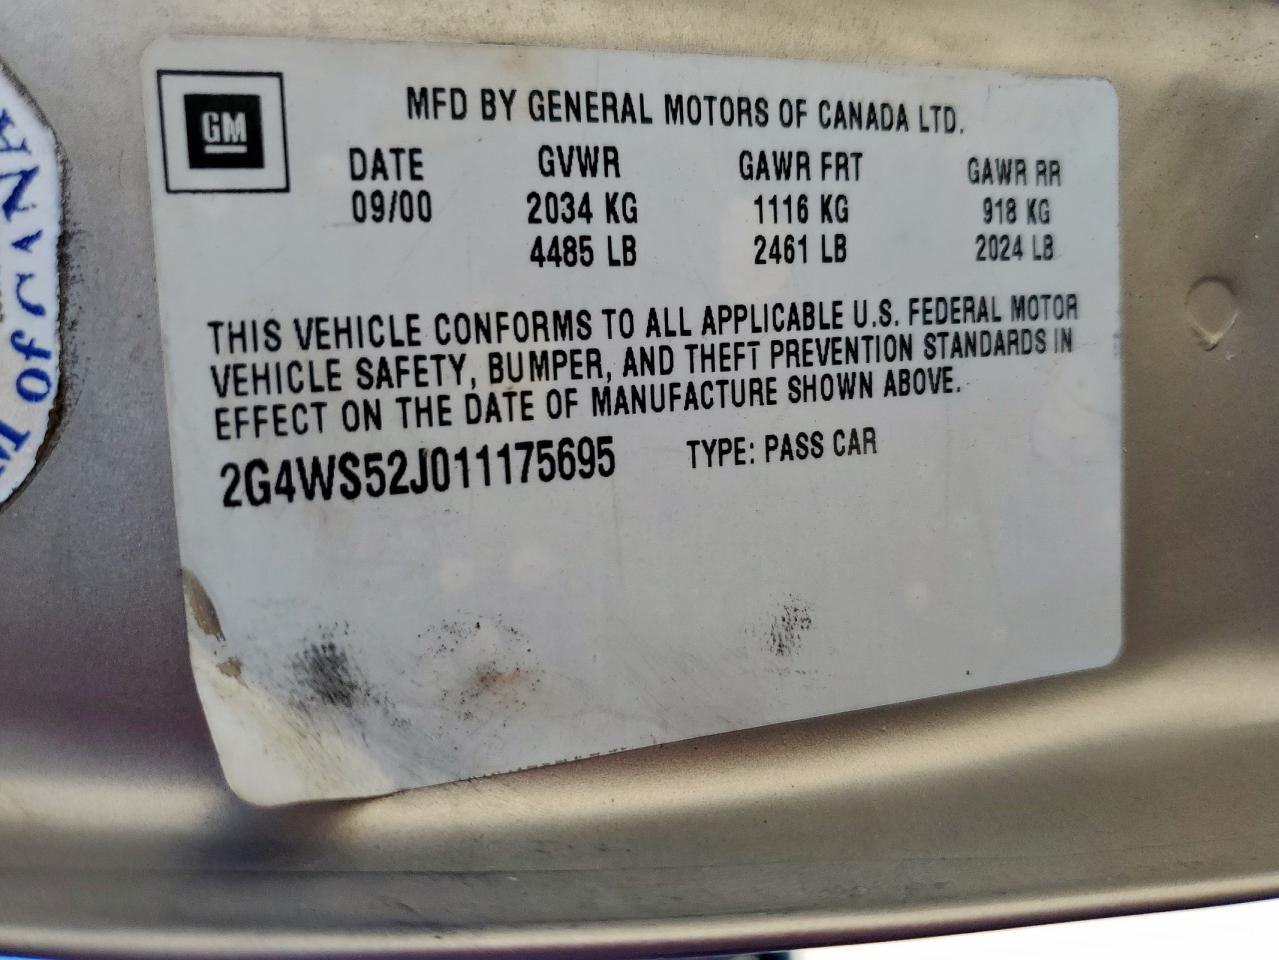 GM
MFD BY GENERAL MOTORS OF CANADA LTD.
DATE GVWR GAWR FRT GAWR RR
09/00 2034 KG 1116 KG 918 KG
4485 LB 2461 LB 2024 LB
THIS VEHICLE CONFORMS TO ALL APPLICABLE U.S. FEDERAL MOTOR
VEHICLE SAFETY, BUMPER, AND THEFT PREVENTION STANDARDS IN
EFFECT ON THE DATE OF MANUFACTURE SHOWN ABOVE.
2G4WS52J011175695 TYPE: PASS CAR
of